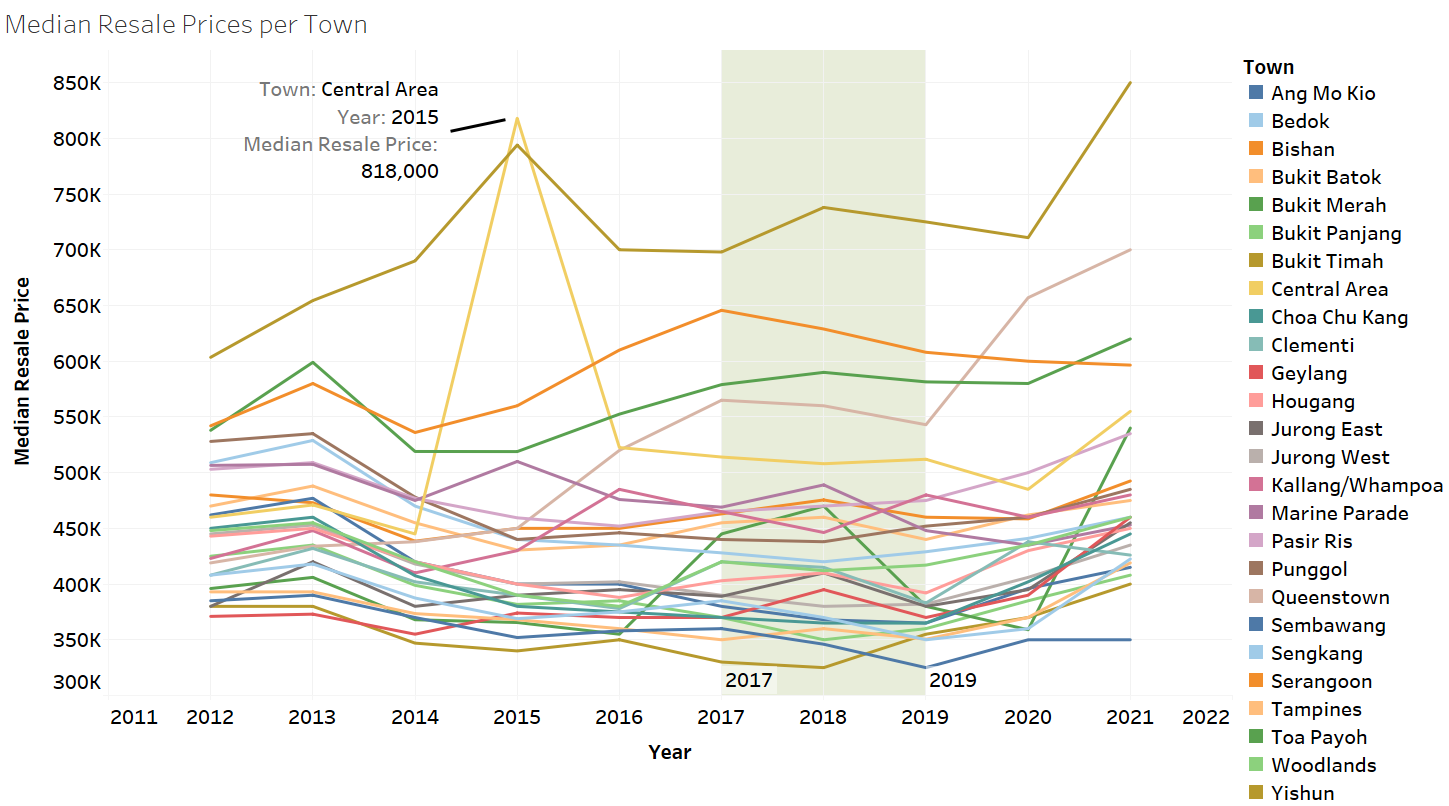 Median Resale Prices per Town
850K
800K
750K
700K
650K
600K
550K
500K
450K
400K
350K
300K
Median Resale Price
Town: Central Area
Year: 2015
Median Resale Price:
818,000
2017
2019
2011 2012 2013 2014 2015 2016 2017 2018 2019 2020 2021 2022
Year
Town
Ang Mo Kio
Bedok
Bishan
Bukit Batok
Bukit Merah
Bukit Panjang
Bukit Timah
Central Area
Choa Chu Kang
Clementi
Geylang
Hougang
Jurong East
Jurong West
Kallang/Whampoa
Marine Parade
Pasir Ris
Punggol
Queenstown
Sembawang
Sengkang
Serangoon
Tampines
Toa Payoh
Woodlands
Yishun